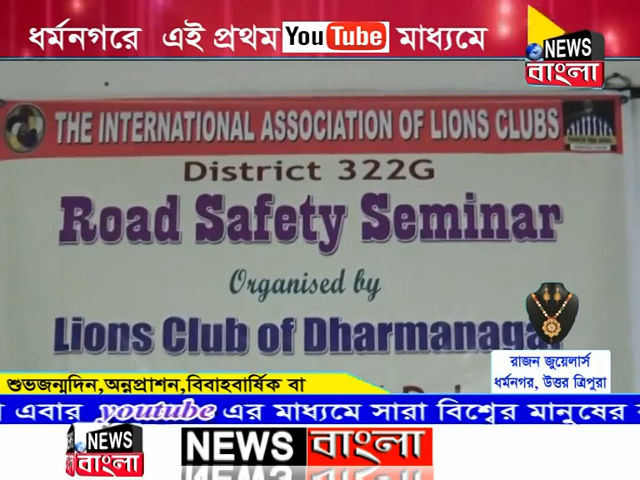 ধর্মনগরে এই প্রথম YouTube মাধ্যমে
NEWS
বাংলা
THE INTERNATIONAL ASSOCIATION OF LIONS CLUBS
District 322G
Road Safety Seminar
Organised by
Lions Club of Dharmanagar
রাজন জুয়েলার্স
ধর্মনগর, উত্তর ত্রিপুরা
শুভজন্মদিন,অন্নপ্রাশন,বিবাহবার্ষিক বা
এবার youtube এর মাধ্যমে সারা বিশ্বের মানুষের
NEWS
বাংলা
NEWS বাংলা